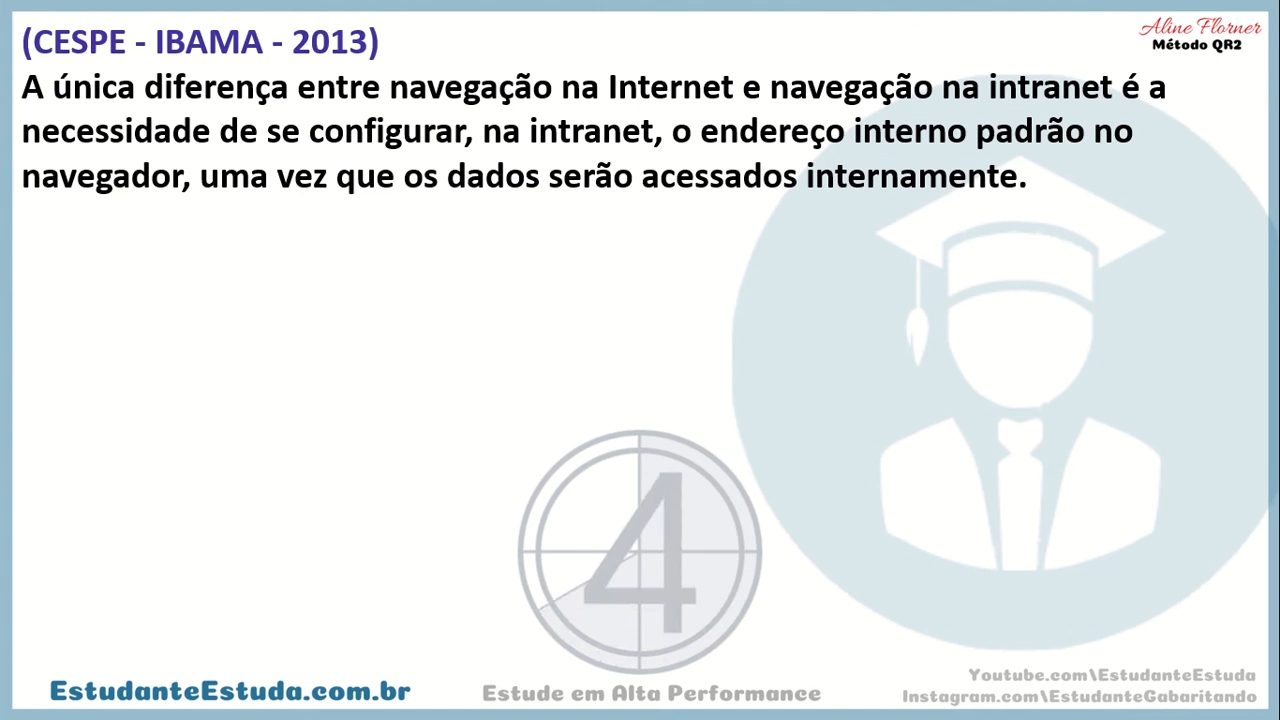 (CESPE - IBAMA - 2013)
Aline Florner
Método QR2
A única diferença entre navegação na Internet e navegação na intranet é a
necessidade de se configurar, na intranet, o endereço interno padrão no
navegador, uma vez que os dados serão acessados internamente.
4
EstudanteEstuda.com.br
Estude em Alta Performance
Youtube.com\EstudanteEstuda
Instagram.com\EstudanteGabaritando